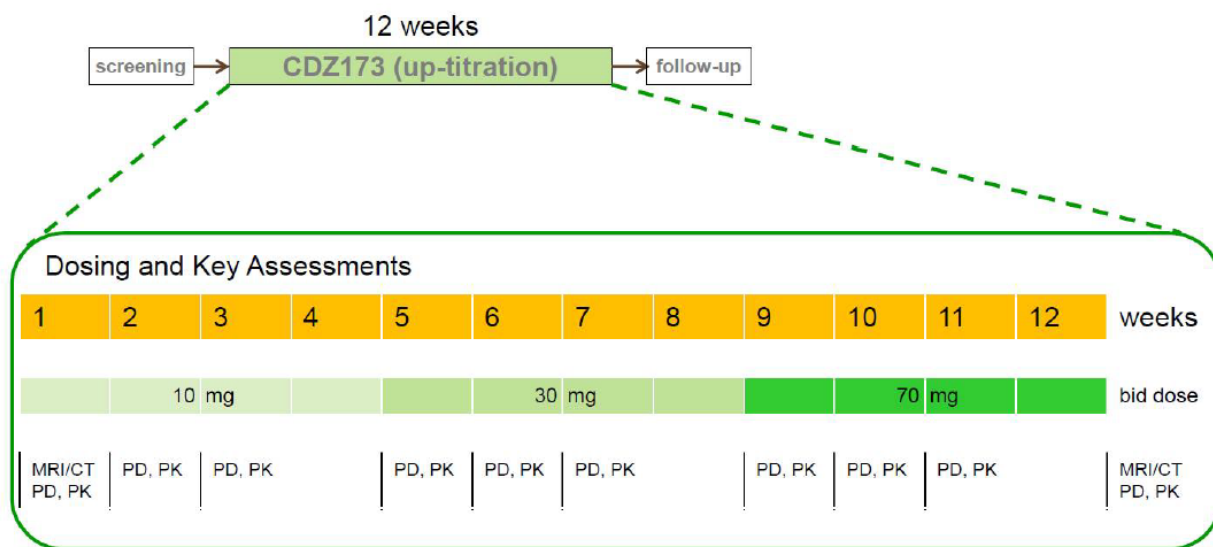 12 weeks
screening CDZ173 (up-titration) follow-up
Dosing and Key Assessments
1 2 3 4 5 6 7 8 9 10 11 12 weeks
10 mg 30 mg 70 mg bid dose
MRI/CT PD, PK PD, PK PD, PK PD, PK PD, PK PD, PK PD, PK PD, PK MRI/CT
PD, PK PD, PK